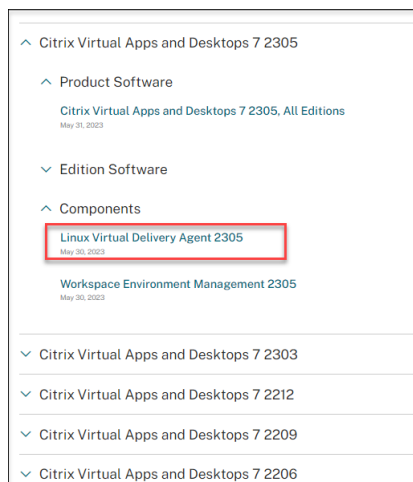 Citrix Virtual Apps and Desktops 7 2305
Product Software
Citrix Virtual Apps and Desktops 7 2305, All Editions
May 31, 2023
Edition Software
Components
Linux Virtual Delivery Agent 2305
May 30, 2023
Workspace Environment Management 2305
May 30, 2023
Citrix Virtual Apps and Desktops 7 2303
Citrix Virtual Apps and Desktops 7 2212
Citrix Virtual Apps and Desktops 7 2209
Citrix Virtual Apps and Desktops 7 2206